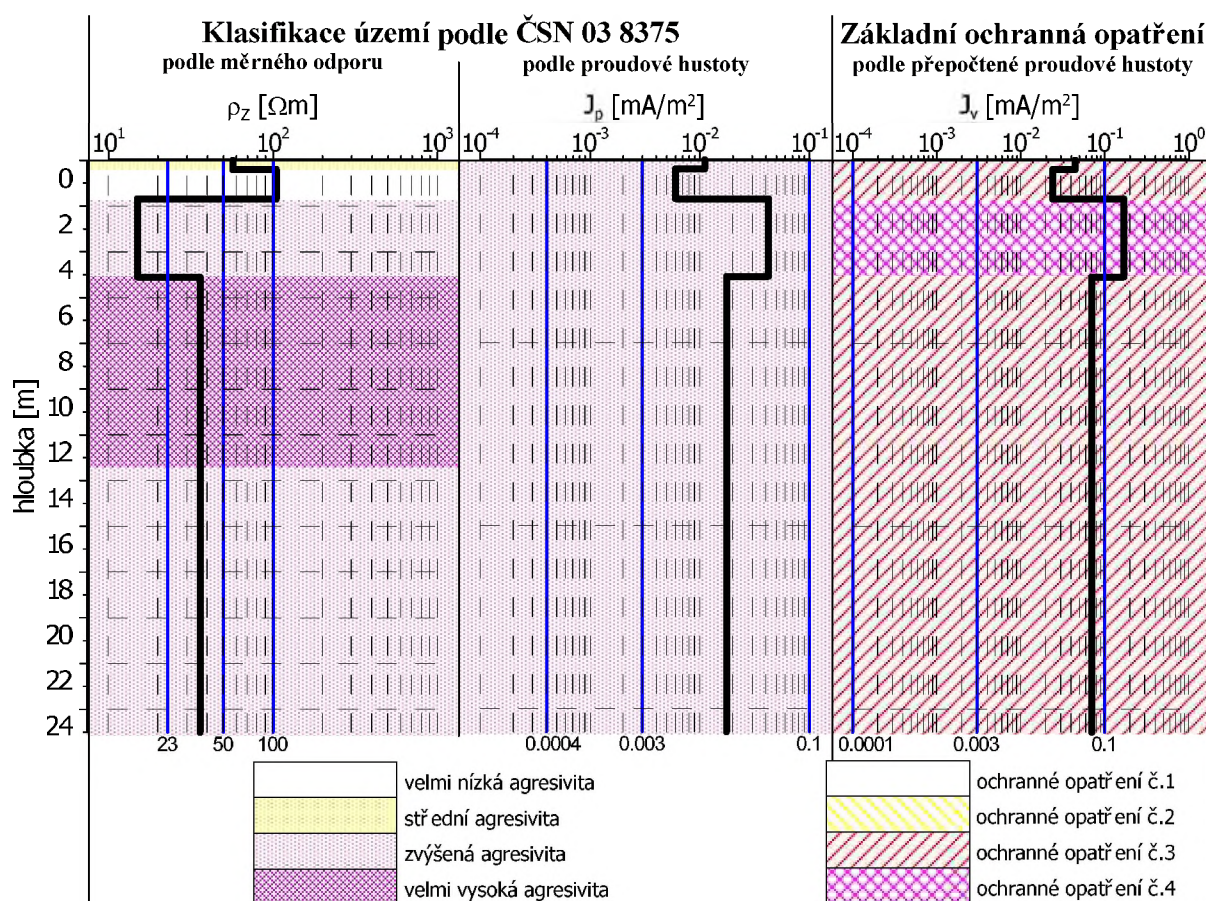 Klasifikace území podle ČSN 03 8375
Základní ochranná opatření
podle měrného odporu
podle proudové hustoty
podle přepočtené proudové hustoty
ρZ [Ωm]
Jp [mA/m²]
Jv [mA/m²]
10¹ 10² 10³
10⁻⁴ 10⁻³ 10⁻² 10⁻¹
10⁻⁴ 10⁻³ 10⁻² 10⁻¹ 10⁰
hloubka [m]
0
2
4
6
8
10
12
14
16
18
20
22
24
23 50 100
0.0004 0.003 0.1
0.0001 0.003 0.1
velmi nízká agresivita
střední agresivita
zvýšená agresivita
velmi vysoká agresivita
ochranné opatření č.1
ochranné opatření č.2
ochranné opatření č.3
ochranné opatření č.4